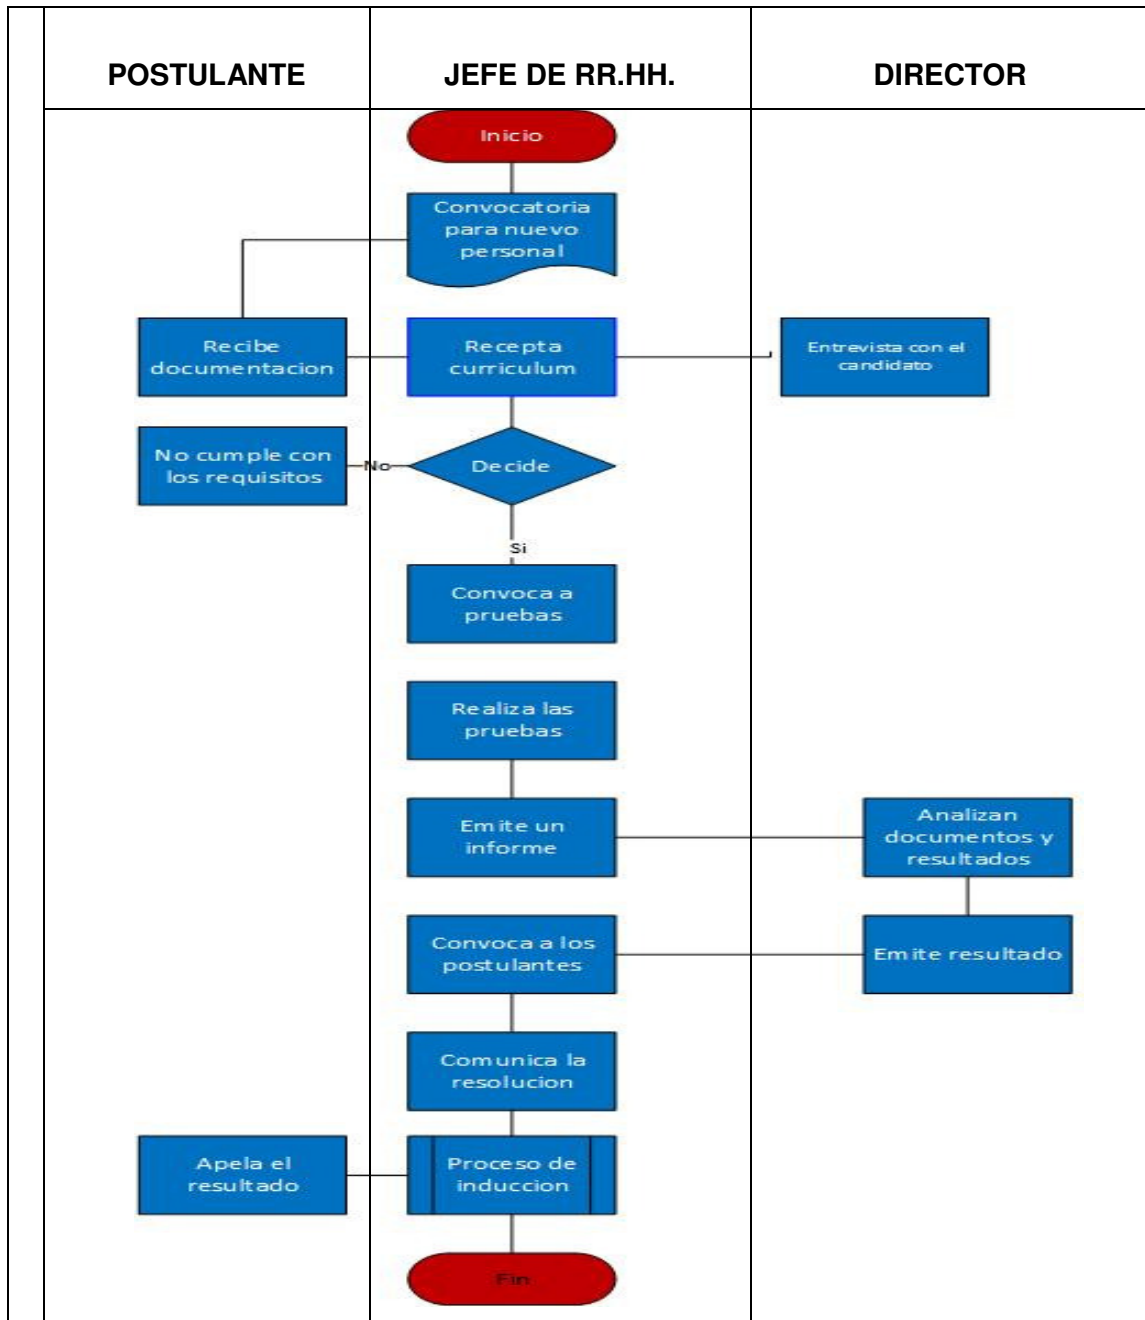 POSTULANTE
JEFE DE RR.HH.
DIRECTOR
Inicio
Convocatoria
para nuevo
personal
Recibe
documentacion
Recepta
curriculum
Entrevista con el
candidato
No cumple con
los requisitos
No
Decide
Si
Convoca a
pruebas
Realiza las
pruebas
Emite un
informe
Analizan
documentos y
resultados
Convoca a los
postulantes
Emite resultado
Comunica la
resolucion
Apela el
resultado
Proceso de
induccion
Fin